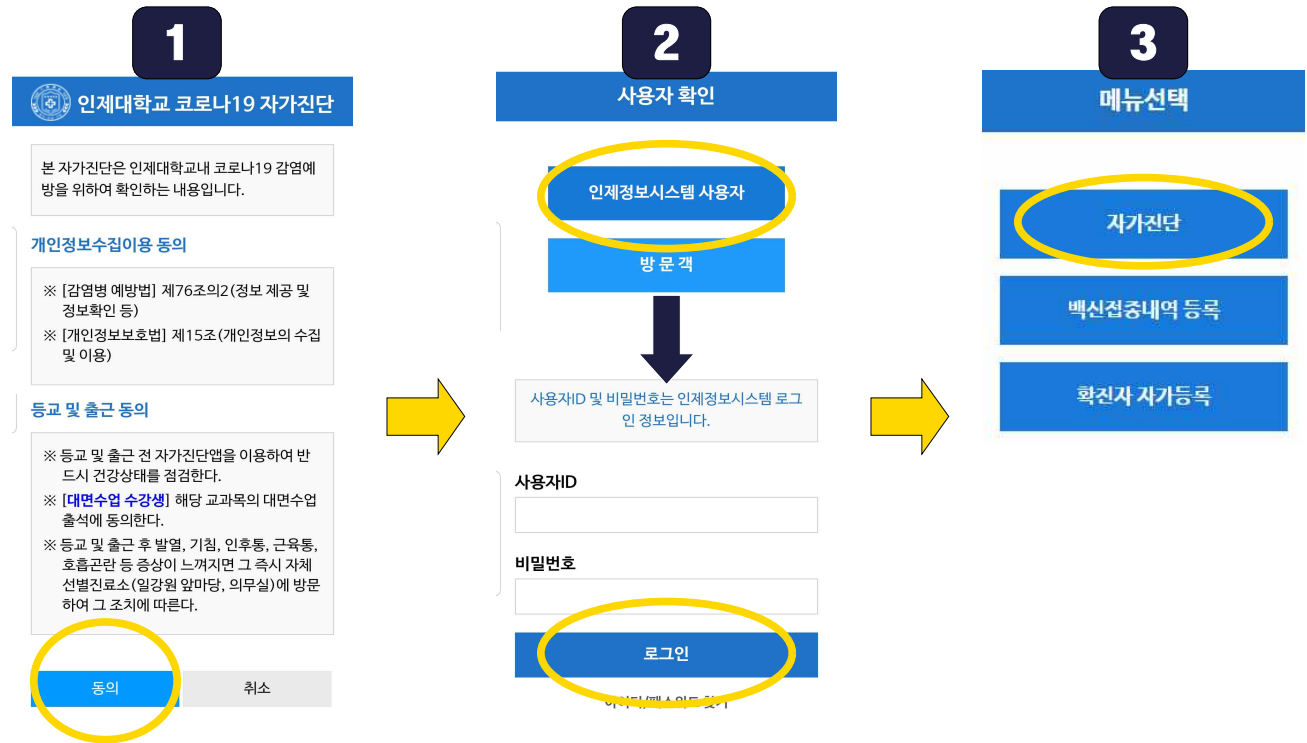 1
인제대학교 코로나19 자가진단
본 자가진단은 인제대학교내 코로나19 감염예
방을 위하여 확인하는 내용입니다.
개인정보수집이용 동의
※ [감염병 예방법] 제76조의2(정보 제공 및
정보확인 등)
※ [개인정보보호법] 제15조(개인정보의 수집
및 이용)
등교 및 출근 동의
※ 등교 및 출근 전 자가진단앱을 이용하여 반
드시 건강상태를 점검한다.
※ [대면수업 수강생] 해당 교과목의 대면수업
출석에 동의한다.
※ 등교 및 출근 후 발열, 기침, 인후통, 근육통,
호흡곤란 등 증상이 느껴지면 그 즉시 자체
선별진료소(일강원 앞마당, 의무실)에 방문
하여 그 조치에 따른다.
동의
취소
2
사용자 확인
인제정보시스템 사용자
방 문 객
사용자ID 및 비밀번호는 인제정보시스템 로그
인 정보입니다.
사용자ID
비밀번호
로그인
아이디/패스워드 찾기
3
메뉴선택
자가진단
백신접종내역 등록
확진자 자가등록